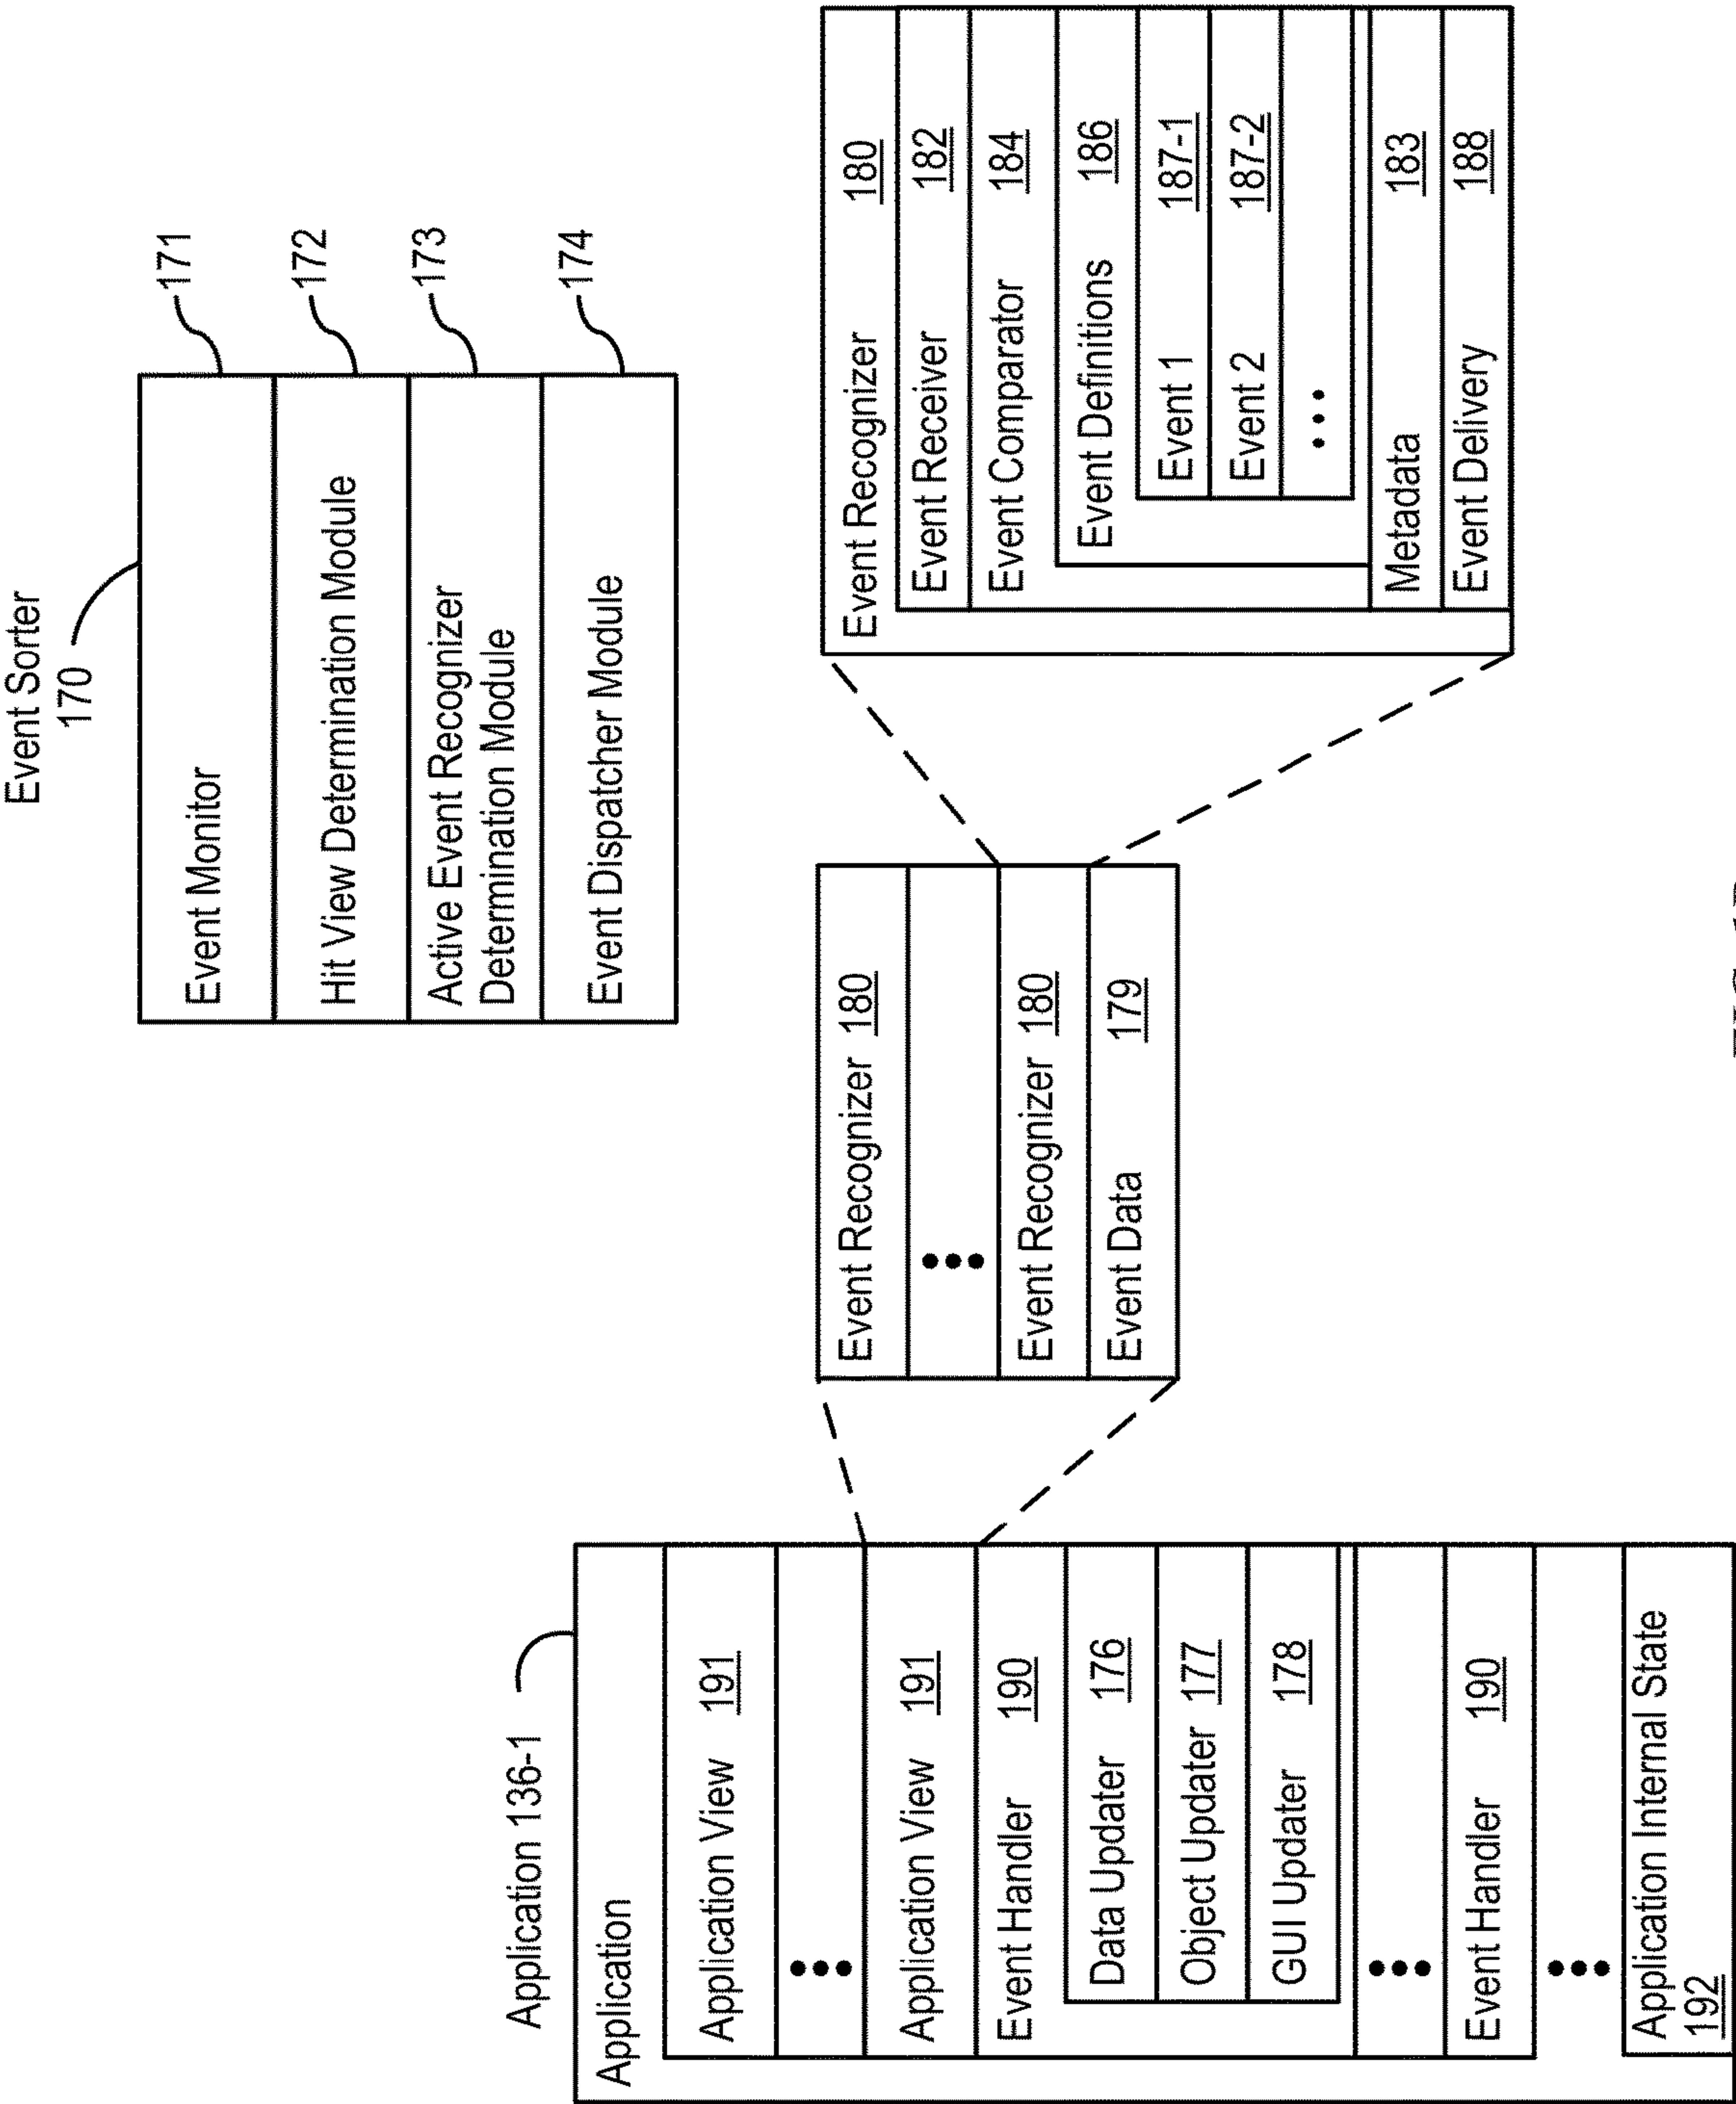 Event Sorter
170
Event Monitor
171
Hit View Determination Module
172
Active Event Recognizer
Determination Module
173
Event Dispatcher Module
174
Application 136-1
Application
Application View 191
•••
Application View 191
Event Handler 190
Data Updater 176
Object Updater 177
GUI Updater 178
•••
Event Handler 190
•••
Application Internal State
192
Event Recognizer 180
•••
Event Recognizer 180
Event Data 179
Event Recognizer 180
Event Receiver 182
Event Comparator 184
Event Definitions 186
Event 1 187-1
Event 2 187-2
•••
Metadata 183
Event Delivery 188